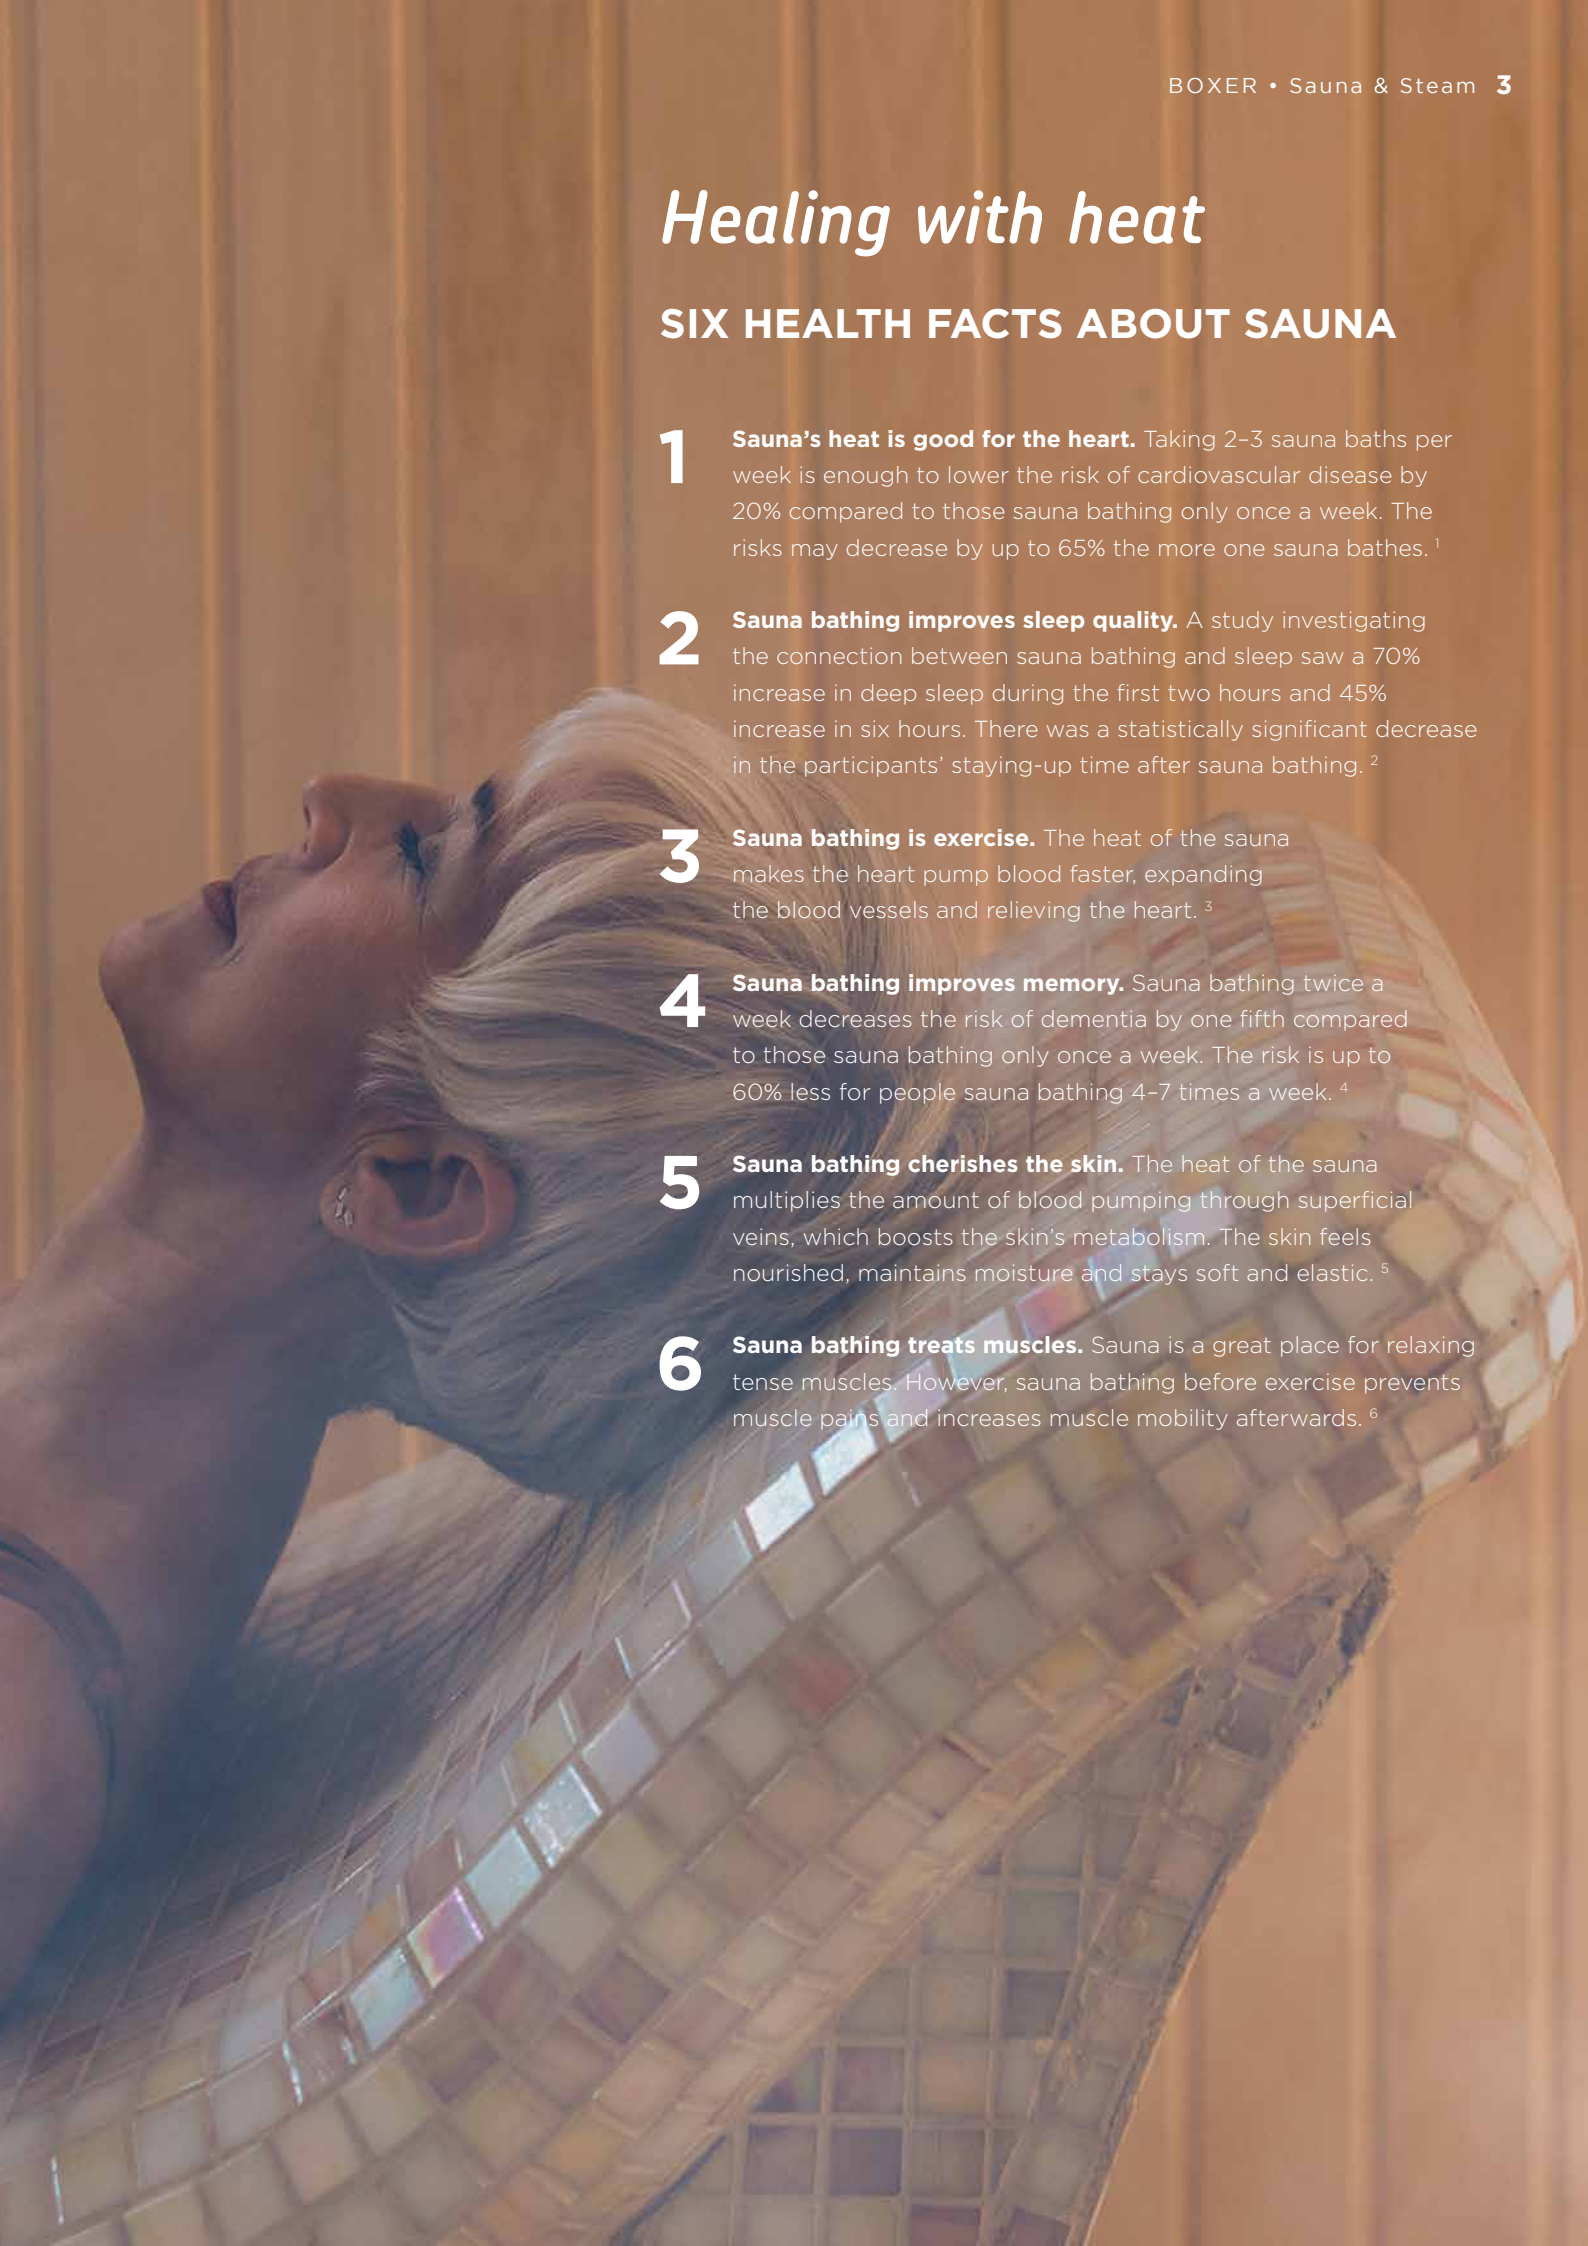 BOXER • Sauna & Steam 3
Healing with heat
SIX HEALTH FACTS ABOUT SAUNA
1 Sauna’s heat is good for the heart. Taking 2–3 sauna baths per
week is enough to lower the risk of cardiovascular disease by
20% compared to those sauna bathing only once a week. The
risks may decrease by up to 65% the more one sauna bathes. 1
2 Sauna bathing improves sleep quality. A study investigating
the connection between sauna bathing and sleep saw a 70%
increase in deep sleep during the first two hours and 45%
increase in six hours. There was a statistically significant decrease
in the participants’ staying-up time after sauna bathing. 2
3 Sauna bathing is exercise. The heat of the sauna
makes the heart pump blood faster, expanding
the blood vessels and relieving the heart. 3
4 Sauna bathing improves memory. Sauna bathing twice a
week decreases the risk of dementia by one fifth compared
to those sauna bathing only once a week. The risk is up to
60% less for people sauna bathing 4–7 times a week. 4
5 Sauna bathing cherishes the skin. The heat of the sauna
multiplies the amount of blood pumping through superficial
veins, which boosts the skin’s metabolism. The skin feels
nourished, maintains moisture and stays soft and elastic. 5
6 Sauna bathing treats muscles. Sauna is a great place for relaxing
tense muscles. However, sauna bathing before exercise prevents
muscle pains and increases muscle mobility afterwards. 6